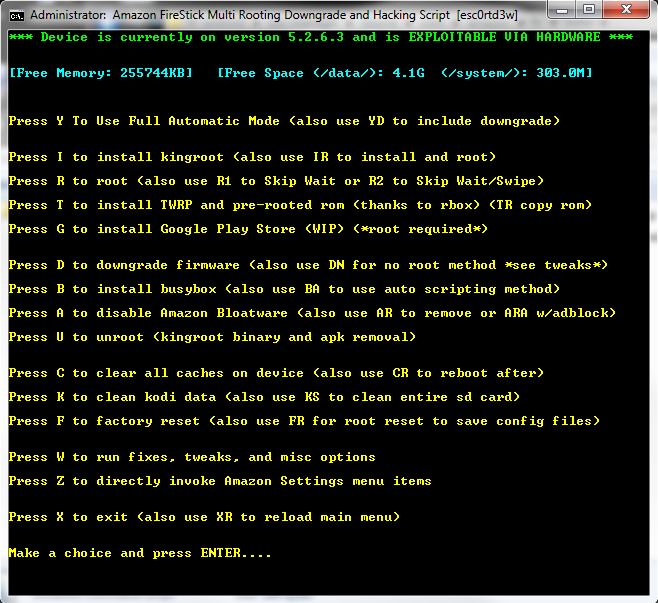 Administrator: Amazon FireStick Multi Rooting Downgrade and Hacking Script [esc0rtd3w]
*** Device is currently on version 5.2.6.3 and is EXPLOITABLE VIA HARDWARE ***
[Free Memory: 255744KB] [Free Space (/data/): 4.1G (/system/): 303.0M]
Press Y To Use Full Automatic Mode (also use YD to include downgrade)
Press I to install kingroot (also use IR to install and root)
Press R to root (also use R1 to Skip Wait or R2 to Skip Wait/Swipe)
Press T to install TWRP and pre-rooted rom (thanks to rbox) (TR copy rom)
Press G to install Google Play Store (WIP) (*root required*)
Press D to downgrade firmware (also use DN for no root method *see tweaks*)
Press B to install busybox (also use BA to use auto scripting method)
Press A to disable Amazon Bloatware (also use AR to remove or ARA w/adblock)
Press U to unroot (kingroot binary and apk removal)
Press C to clear all caches on device (also use CR to reboot after)
Press K to clean kodi data (also use KS to clean entire sd card)
Press F to factory reset (also use FR for root reset to save config files)
Press W to run fixes, tweaks, and misc options
Press Z to directly invoke Amazon Settings menu items
Press X to exit (also use XR to reload main menu)
Make a choice and press ENTER....